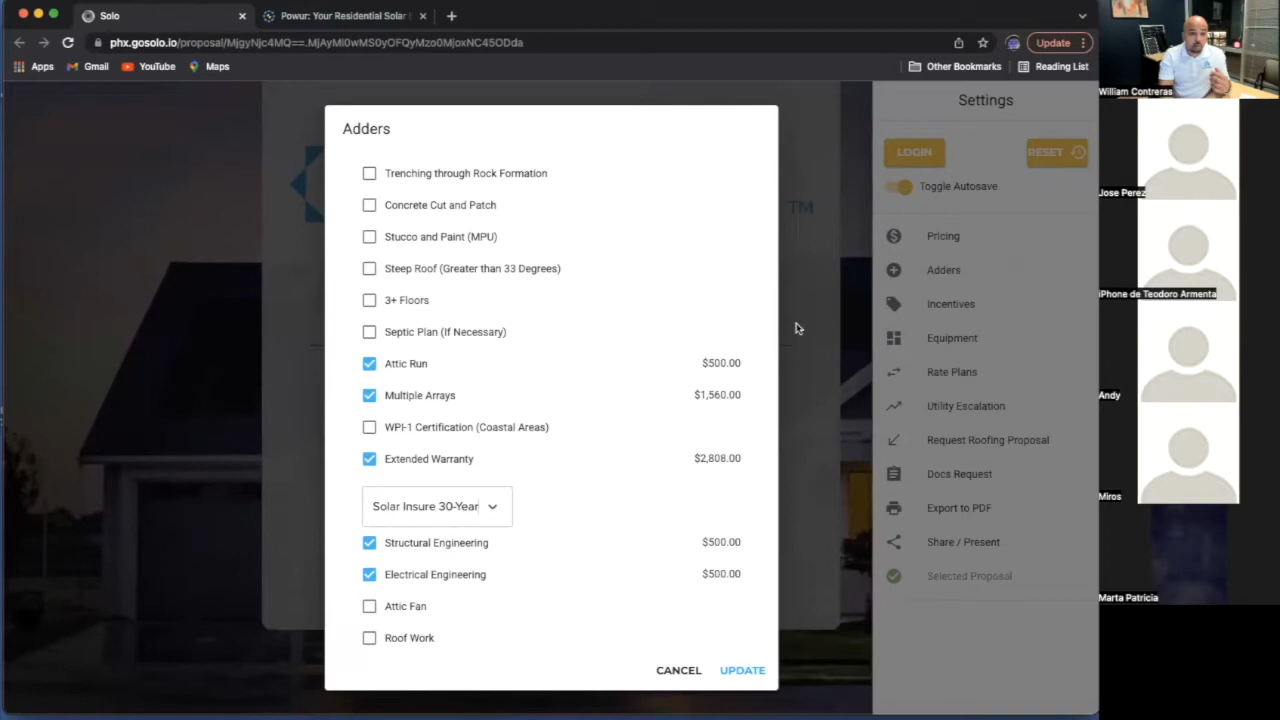 Solo
Powur: Your Residential Solar
phx.gosolo.io/proposal/MjgyNjc4MQ==.MjAyMi0wMS0yOFQyMzo0MjoxNC45ODda
Update
Apps
Gmail
YouTube
Maps
Other Bookmarks
Reading List
Adders
Trenching through Rock Formation
Concrete Cut and Patch
Stucco and Paint (MPU)
Steep Roof (Greater than 33 Degrees)
3+ Floors
Septic Plan (If Necessary)
Attic Run $500.00
Multiple Arrays $1,560.00
WPI-1 Certification (Coastal Areas)
Extended Warranty $2,808.00
Solar Insure 30-Year
Structural Engineering $500.00
Electrical Engineering $500.00
Attic Fan
Roof Work
CANCEL UPDATE
TM
Settings
LOGIN
RESET
Toggle Autosave
Pricing
Adders
Incentives
Equipment
Rate Plans
Utility Escalation
Request Roofing Proposal
Docs Request
Export to PDF
Share / Present
Selected Proposal
William Contreras
Jose Perez
iPhone de Teodoro Armenta
Andy
Miros
Marta Patricia